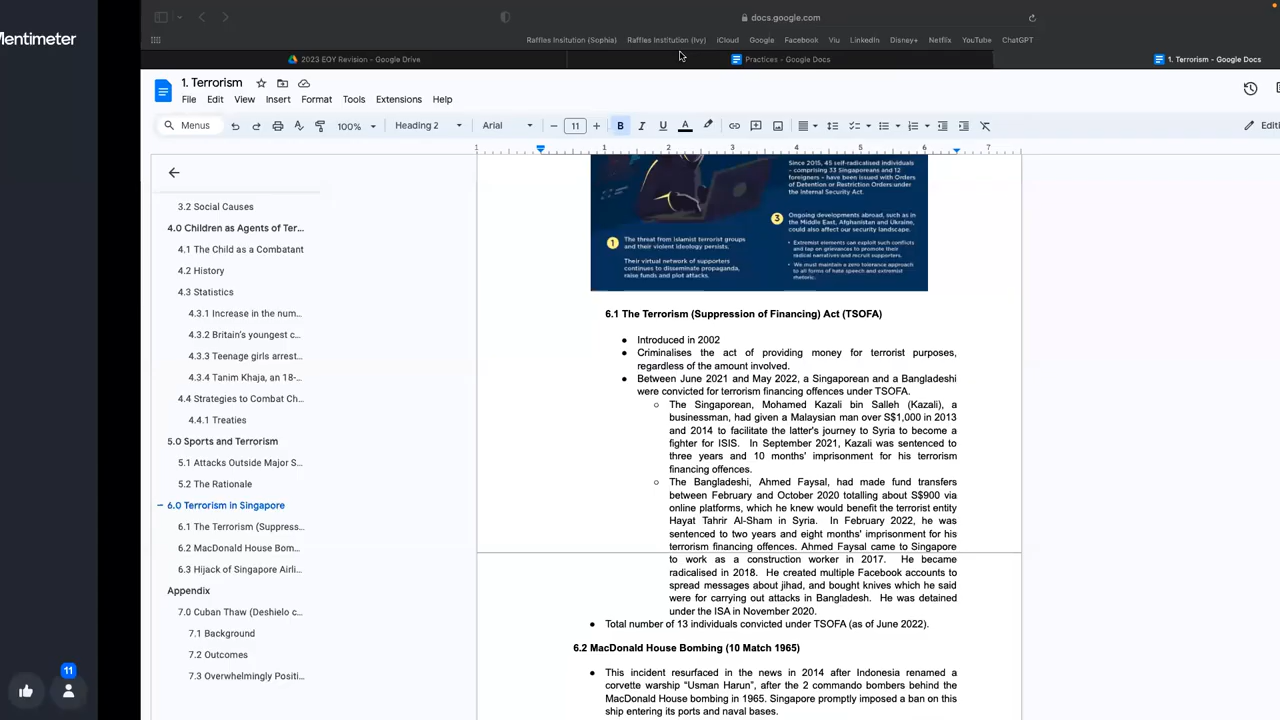 Mentimeter
docs.google.com
Raffles Insitution (Sophia) Raffles Institution (Ivy) iCloud Google Facebook Viu LinkedIn Disney+ Netflix YouTube ChatGPT
2023 EOY Revision - Google Drive
Practices - Google Docs
1. Terrorism - Google Docs
1. Terrorism
File Edit View Insert Format Tools Extensions Help
Menus 100% Heading 2 Arial 11 B I U A Editi
1 1 2 3 4 5 6 7
3.2 Social Causes
4.0 Children as Agents of Ter...
4.1 The Child as a Combatant
4.2 History
4.3 Statistics
4.3.1 Increase in the num...
4.3.2 Britain's youngest c...
4.3.3 Teenage girls arrest...
4.3.4 Tanim Khaja, an 18-...
4.4 Strategies to Combat Ch...
4.4.1 Treaties
5.0 Sports and Terrorism
5.1 Attacks Outside Major S...
5.2 The Rationale
6.0 Terrorism in Singapore
6.1 The Terrorism (Suppress...
6.2 MacDonald House Bom...
6.3 Hijack of Singapore Airli...
Appendix
7.0 Cuban Thaw (Deshielo c...
7.1 Background
7.2 Outcomes
7.3 Overwhelmingly Positi...
11
Since 2015, 45 self-radicalised individuals
- comprising 33 Singaporeans and 12
foreigners - have been issued with Orders
of Detention or Restriction Orders under
the Internal Security Act.
3
Ongoing developments abroad, such as in
the Middle East, Afghanistan and Ukraine,
could also affect our security landscape.
• Extremist elements can exploit such conflicts
and tap on grievances to promote their
radical narratives and recruit supporters.
• We must maintain a zero tolerance approach
to all forms of hate speech and extremist
rhetoric.
1
The threat from Islamist terrorist groups
and their violent ideology persists.
Their virtual network of supporters
continues to disseminate propaganda,
raise funds and plot attacks.
6.1 The Terrorism (Suppression of Financing) Act (TSOFA)
● Introduced in 2002
● Criminalises the act of providing money for terrorist purposes,
regardless of the amount involved.
● Between June 2021 and May 2022, a Singaporean and a Bangladeshi
were convicted for terrorism financing offences under TSOFA.
○ The Singaporean, Mohamed Kazali bin Salleh (Kazali), a
businessman, had given a Malaysian man over S$1,000 in 2013
and 2014 to facilitate the latter's journey to Syria to become a
fighter for ISIS. In September 2021, Kazali was sentenced to
three years and 10 months' imprisonment for his terrorism
financing offences.
○ The Bangladeshi, Ahmed Faysal, had made fund transfers
between February and October 2020 totalling about S$900 via
online platforms, which he knew would benefit the terrorist entity
Hayat Tahrir Al-Sham in Syria. In February 2022, he was
sentenced to two years and eight months' imprisonment for his
terrorism financing offences. Ahmed Faysal came to Singapore
to work as a construction worker in 2017. He became
radicalised in 2018. He created multiple Facebook accounts to
spread messages about jihad, and bought knives which he said
were for carrying out attacks in Bangladesh. He was detained
under the ISA in November 2020.
● Total number of 13 individuals convicted under TSOFA (as of June 2022).
6.2 MacDonald House Bombing (10 Match 1965)
● This incident resurfaced in the news in 2014 after Indonesia renamed a
corvette warship "Usman Harun", after the 2 commando bombers behind the
MacDonald House bombing in 1965. Singapore promptly imposed a ban on this
ship entering its ports and naval bases.